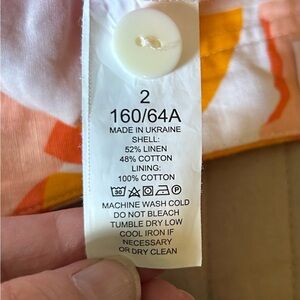 2
160/64A
MADE IN UKRAINE
SHELL:
52% LINEN
48% COTTON
LINING:
100% COTTON
MACHINE WASH COLD
DO NOT BLEACH
TUMBLE DRY LOW
COOL IRON IF
NECESSARY
OR DRY CLEAN